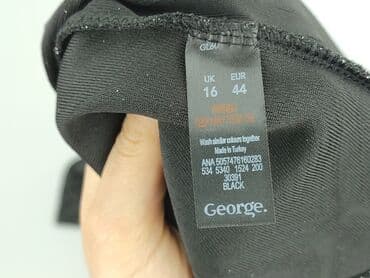 UK EUR
16 44
Wash similar colours together
Made in Turkey
ANA 5057476160283
534 5340 1524 200
30391
BLACK
George.